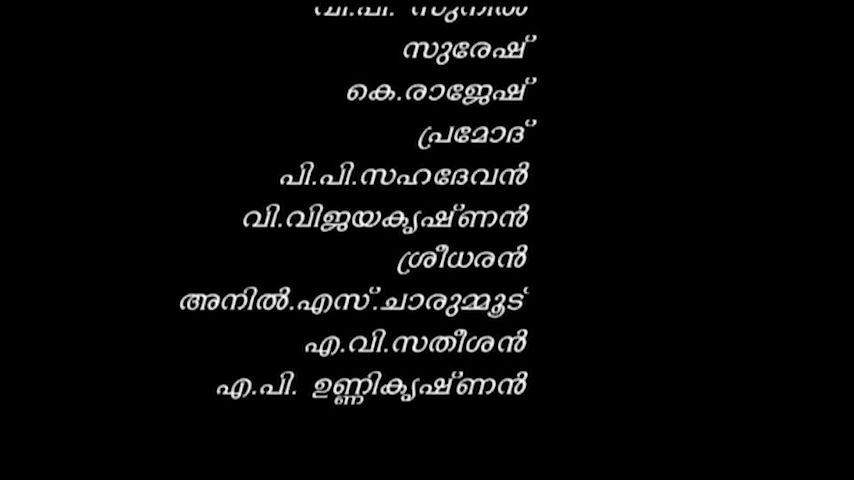 വി.പി. സുനിൽ
സുരേഷ്
കെ.രാജേഷ്
പ്രമോദ്
പി.പി.സഹദേവൻ
വി.വിജയകൃഷ്ണൻ
ശ്രീധരൻ
അനിൽ.എസ്.ചാരുമ്മൂട്
എ.വി.സതീശൻ
എ.പി. ഉണ്ണികൃഷ്ണൻ